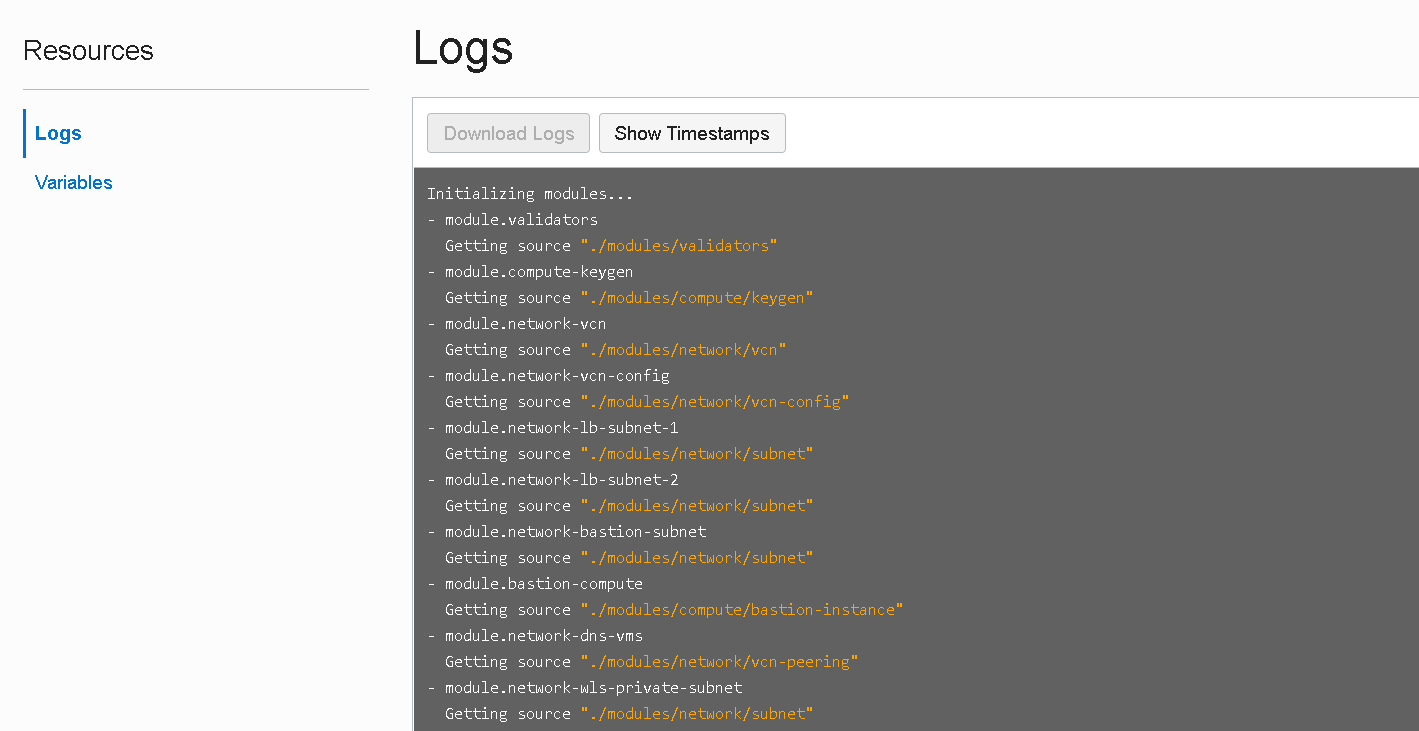 Resources
Logs
Variables
Logs
Download Logs
Show Timestamps
Initializing modules...
- module.validators
  Getting source "./modules/validators"
- module.compute-keygen
  Getting source "./modules/compute/keygen"
- module.network-vcn
  Getting source "./modules/network/vcn"
- module.network-vcn-config
  Getting source "./modules/network/vcn-config"
- module.network-lb-subnet-1
  Getting source "./modules/network/subnet"
- module.network-lb-subnet-2
  Getting source "./modules/network/subnet"
- module.network-bastion-subnet
  Getting source "./modules/network/subnet"
- module.bastion-compute
  Getting source "./modules/compute/bastion-instance"
- module.network-dns-vms
  Getting source "./modules/network/vcn-peering"
- module.network-wls-private-subnet
  Getting source "./modules/network/subnet"